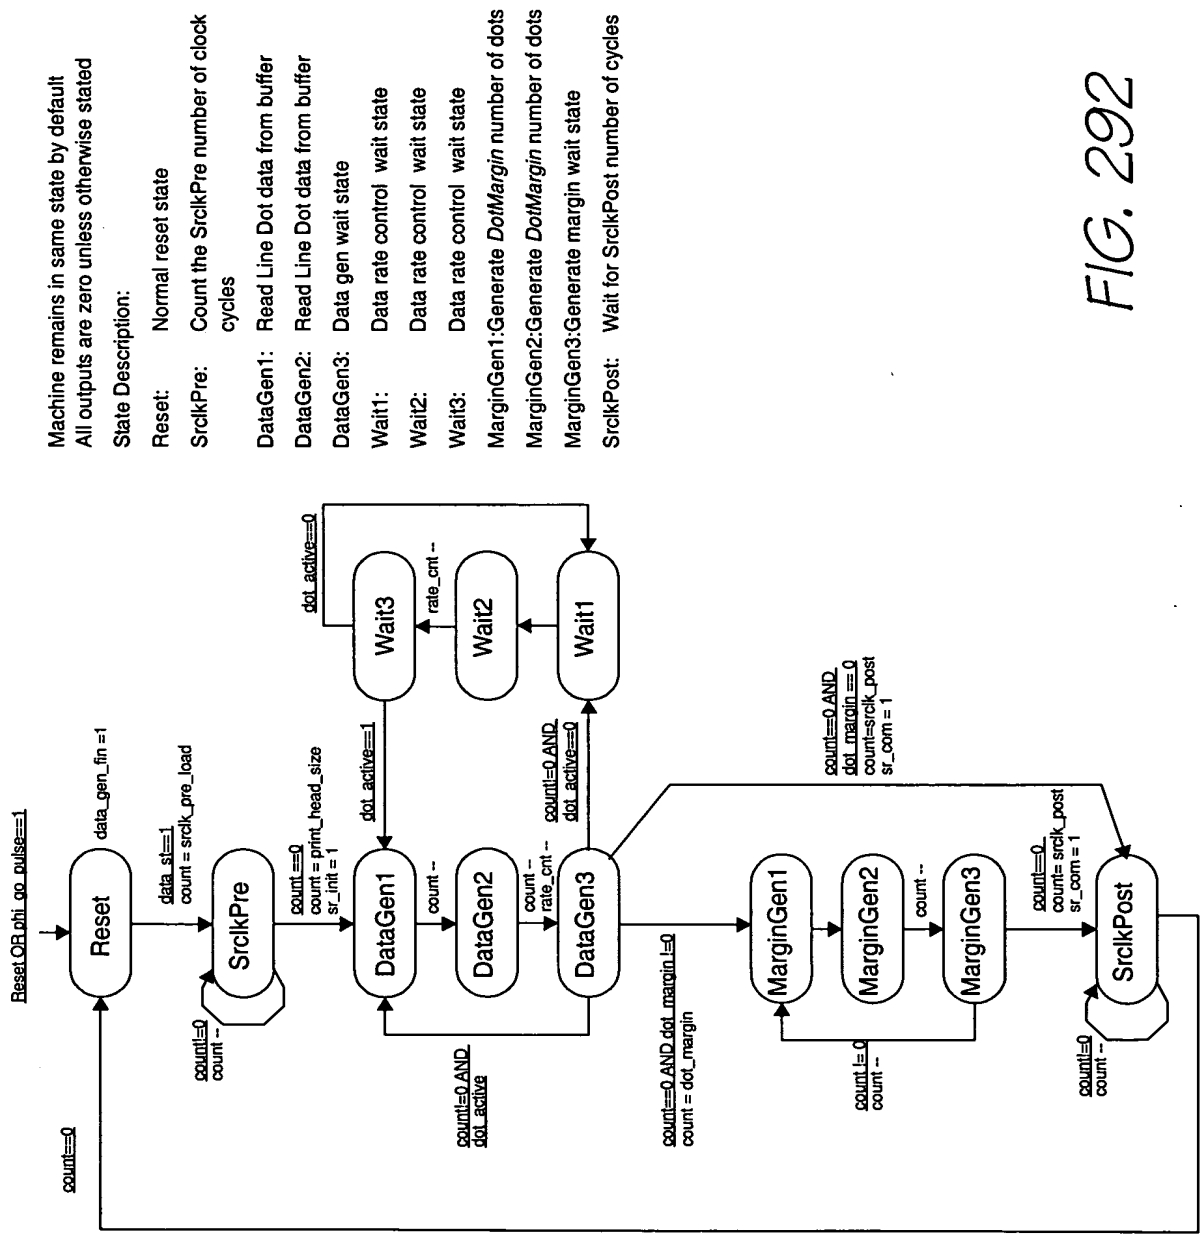 Machine remains in same state by default
All outputs are zero unless otherwise stated
State Description:
Reset: Normal reset state
SrclkPre: Count the SrclkPre number of clock
cycles
DataGen1: Read Line Dot data from buffer
DataGen2: Read Line Dot data from buffer
DataGen3: Data gen wait state
Wait1: Data rate control wait state
Wait2: Data rate control wait state
Wait3: Data rate control wait state
MarginGen1:Generate DotMargin number of dots
MarginGen2:Generate DotMargin number of dots
MarginGen3:Generate margin wait state
SrclkPost: Wait for SrclkPost number of cycles
Reset OR phi_go_pulse==1
Reset
data_gen_fin =1
data_st==1
count = srclk_pre_load
SrclkPre
count!=0
count --
count ==0
count = print_head_size
sr_init = 1
DataGen1
count --
DataGen2
count --
rate_cnt --
DataGen3
count!=0 AND
dot_active
dot_active==1
count!=0 AND
dot_active==0
Wait3
rate_cnt --
Wait2
Wait1
dot_active==0
count==0 AND dot_margin !=0
count = dot_margin
count==0 AND
dot_margin == 0
count=srclk_post
sr_com = 1
MarginGen1
MarginGen2
count --
MarginGen3
count != 0
count --
count==0
count= srclk_post
sr_com = 1
SrclkPost
count!=0
count --
count==0
FIG. 292